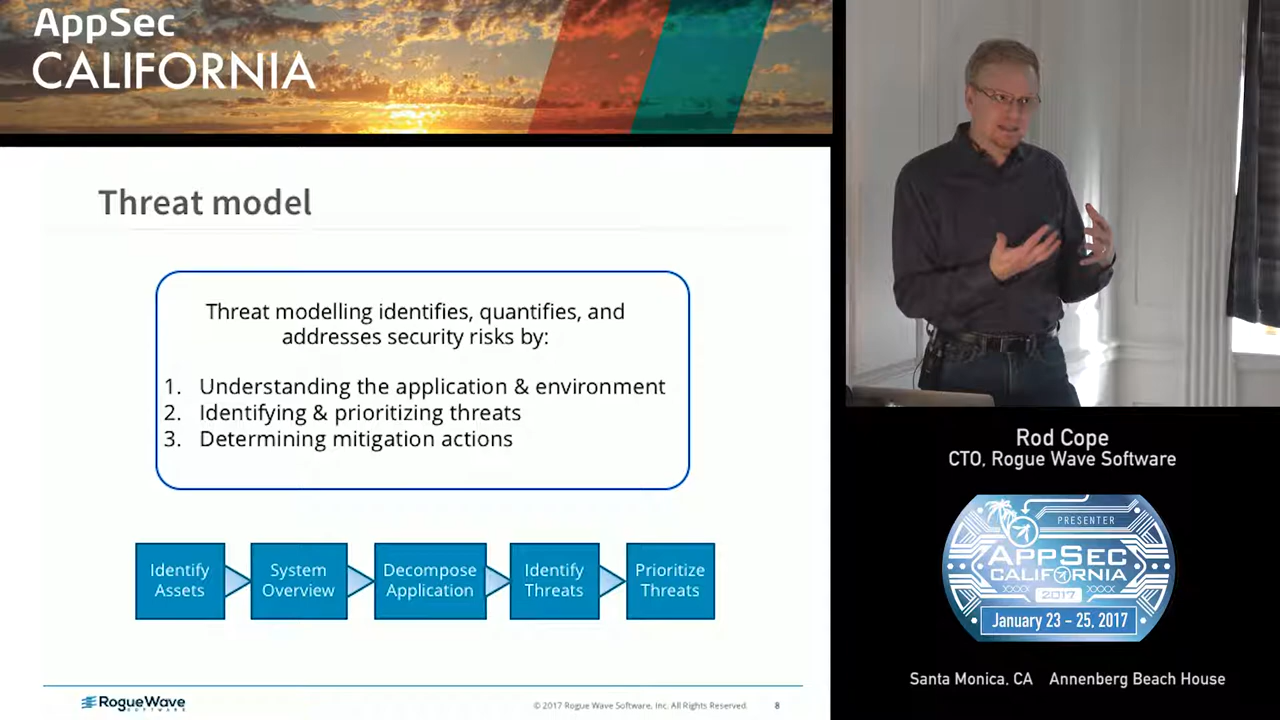 AppSec
CALIFORNIA
Threat model
Threat modelling identifies, quantifies, and
addresses security risks by:
1. Understanding the application & environment
2. Identifying & prioritizing threats
3. Determining mitigation actions
Identify
Assets
System
Overview
Decompose
Application
Identify
Threats
Prioritize
Threats
RogueWave
SOFTWARE
© 2017 Rogue Wave Software, Inc. All Rights Reserved.
8
Rod Cope
CTO, Rogue Wave Software
PRESENTER
APPSEC
CALIFORNIA
XXXX 2017 XXXX
January 23 – 25, 2017
Santa Monica, CA Annenberg Beach House